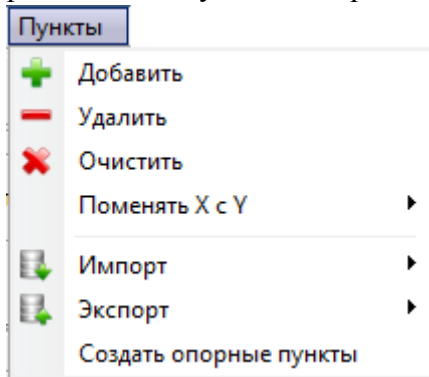 Пункты
Добавить
Удалить
Очистить
Поменять X с Y
Импорт
Экспорт
Создать опорные пункты